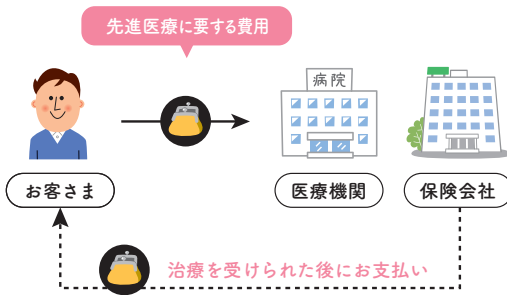 先進医療に要する費用
病院
お客さま
医療機関
保険会社
治療を受けられた後にお支払い